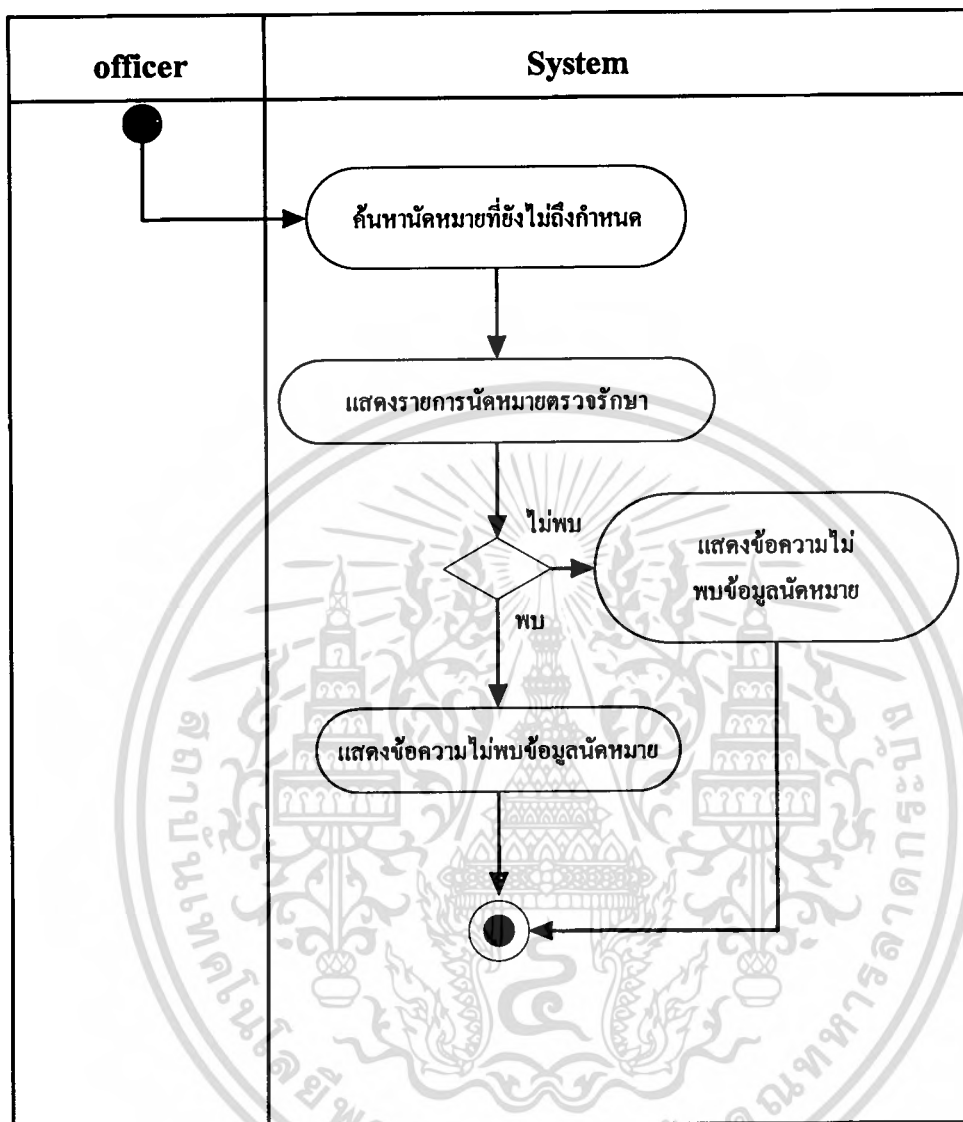 officer
System
ค้นหานัดหมายที่ยังไม่ถึงกำหนด
แสดงรายการนัดหมายตรวจรักษา
ไม่พบ
แสดงข้อความไม่
พบข้อมูลนัดหมาย
พบ
แสดงข้อความไม่พบข้อมูลนัดหมาย